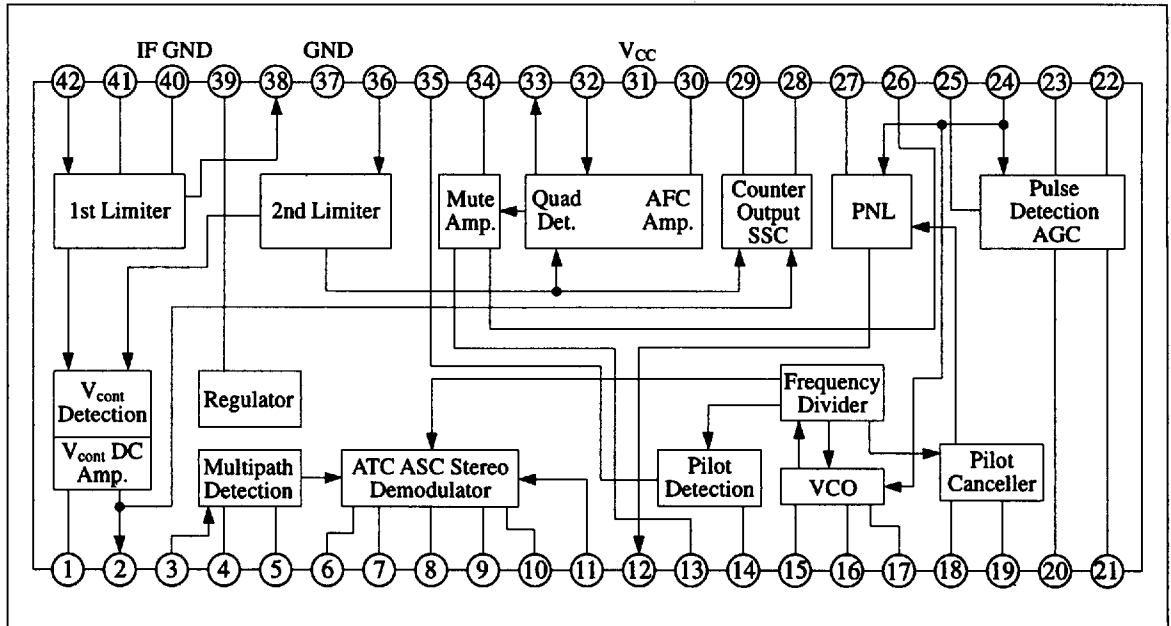 IF GND GND VCC
42 41 40 39 38 37 36 35 34 33 32 31 30 29 28 27 26 25 24 23 22
1st Limiter
2nd Limiter
Mute
Amp.
Quad
Det.
AFC
Amp.
Counter
Output
SSC
PNL
Pulse
Detection
AGC
Vcont
Detection
Vcont DC
Amp.
Regulator
Multipath
Detection
ATC ASC Stereo
Demodulator
Frequency
Divider
Pilot
Detection
VCO
Pilot
Canceller
1 2 3 4 5 6 7 8 9 10 11 12 13 14 15 16 17 18 19 20 21